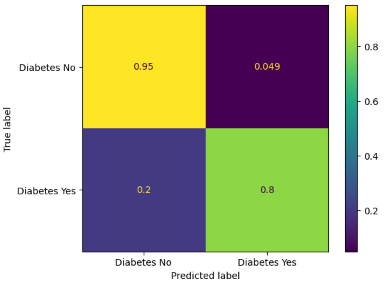 Diabetes No
0.95
0.049
0.8
0.6
True label
Diabetes Yes
0.2
0.8
0.4
0.2
Diabetes No
Diabetes Yes
Predicted label